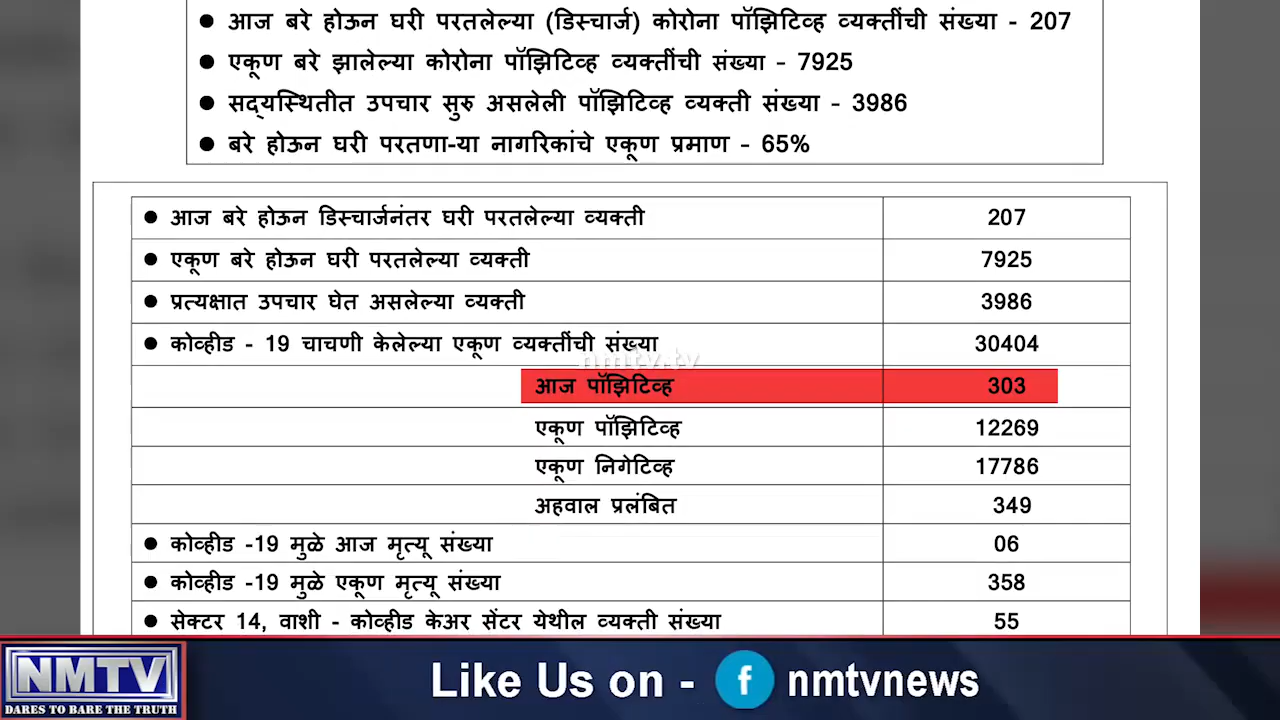 ● आज बरे होऊन घरी परतलेल्या (डिस्चार्ज) कोरोना पॉझिटिव्ह व्यक्तींची संख्या - 207
● एकूण बरे झालेल्या कोरोना पॉझिटिव्ह व्यक्तींची संख्या - 7925
● सद्यस्थितीत उपचार सुरु असलेली पॉझिटिव्ह व्यक्ती संख्या - 3986
● बरे होऊन घरी परतणा-या नागरिकांचे एकूण प्रमाण - 65%
● आज बरे होऊन डिस्चार्जनंतर घरी परतलेल्या व्यक्ती 207
● एकूण बरे होऊन घरी परतलेल्या व्यक्ती 7925
● प्रत्यक्षात उपचार घेत असलेल्या व्यक्ती 3986
● कोव्हीड - 19 चाचणी केलेल्या एकूण व्यक्तींची संख्या 30404
nmtv.tv
आज पॉझिटिव्ह 303
एकूण पॉझिटिव्ह 12269
एकूण निगेटिव्ह 17786
अहवाल प्रलंबित 349
● कोव्हीड -19 मुळे आज मृत्यू संख्या 06
● कोव्हीड -19 मुळे एकूण मृत्यू संख्या 358
● सेक्टर 14, वाशी - कोव्हीड केअर सेंटर येथील व्यक्ती संख्या 55
NMTV
DARES TO BARE THE TRUTH
Like Us on - f nmtvnews